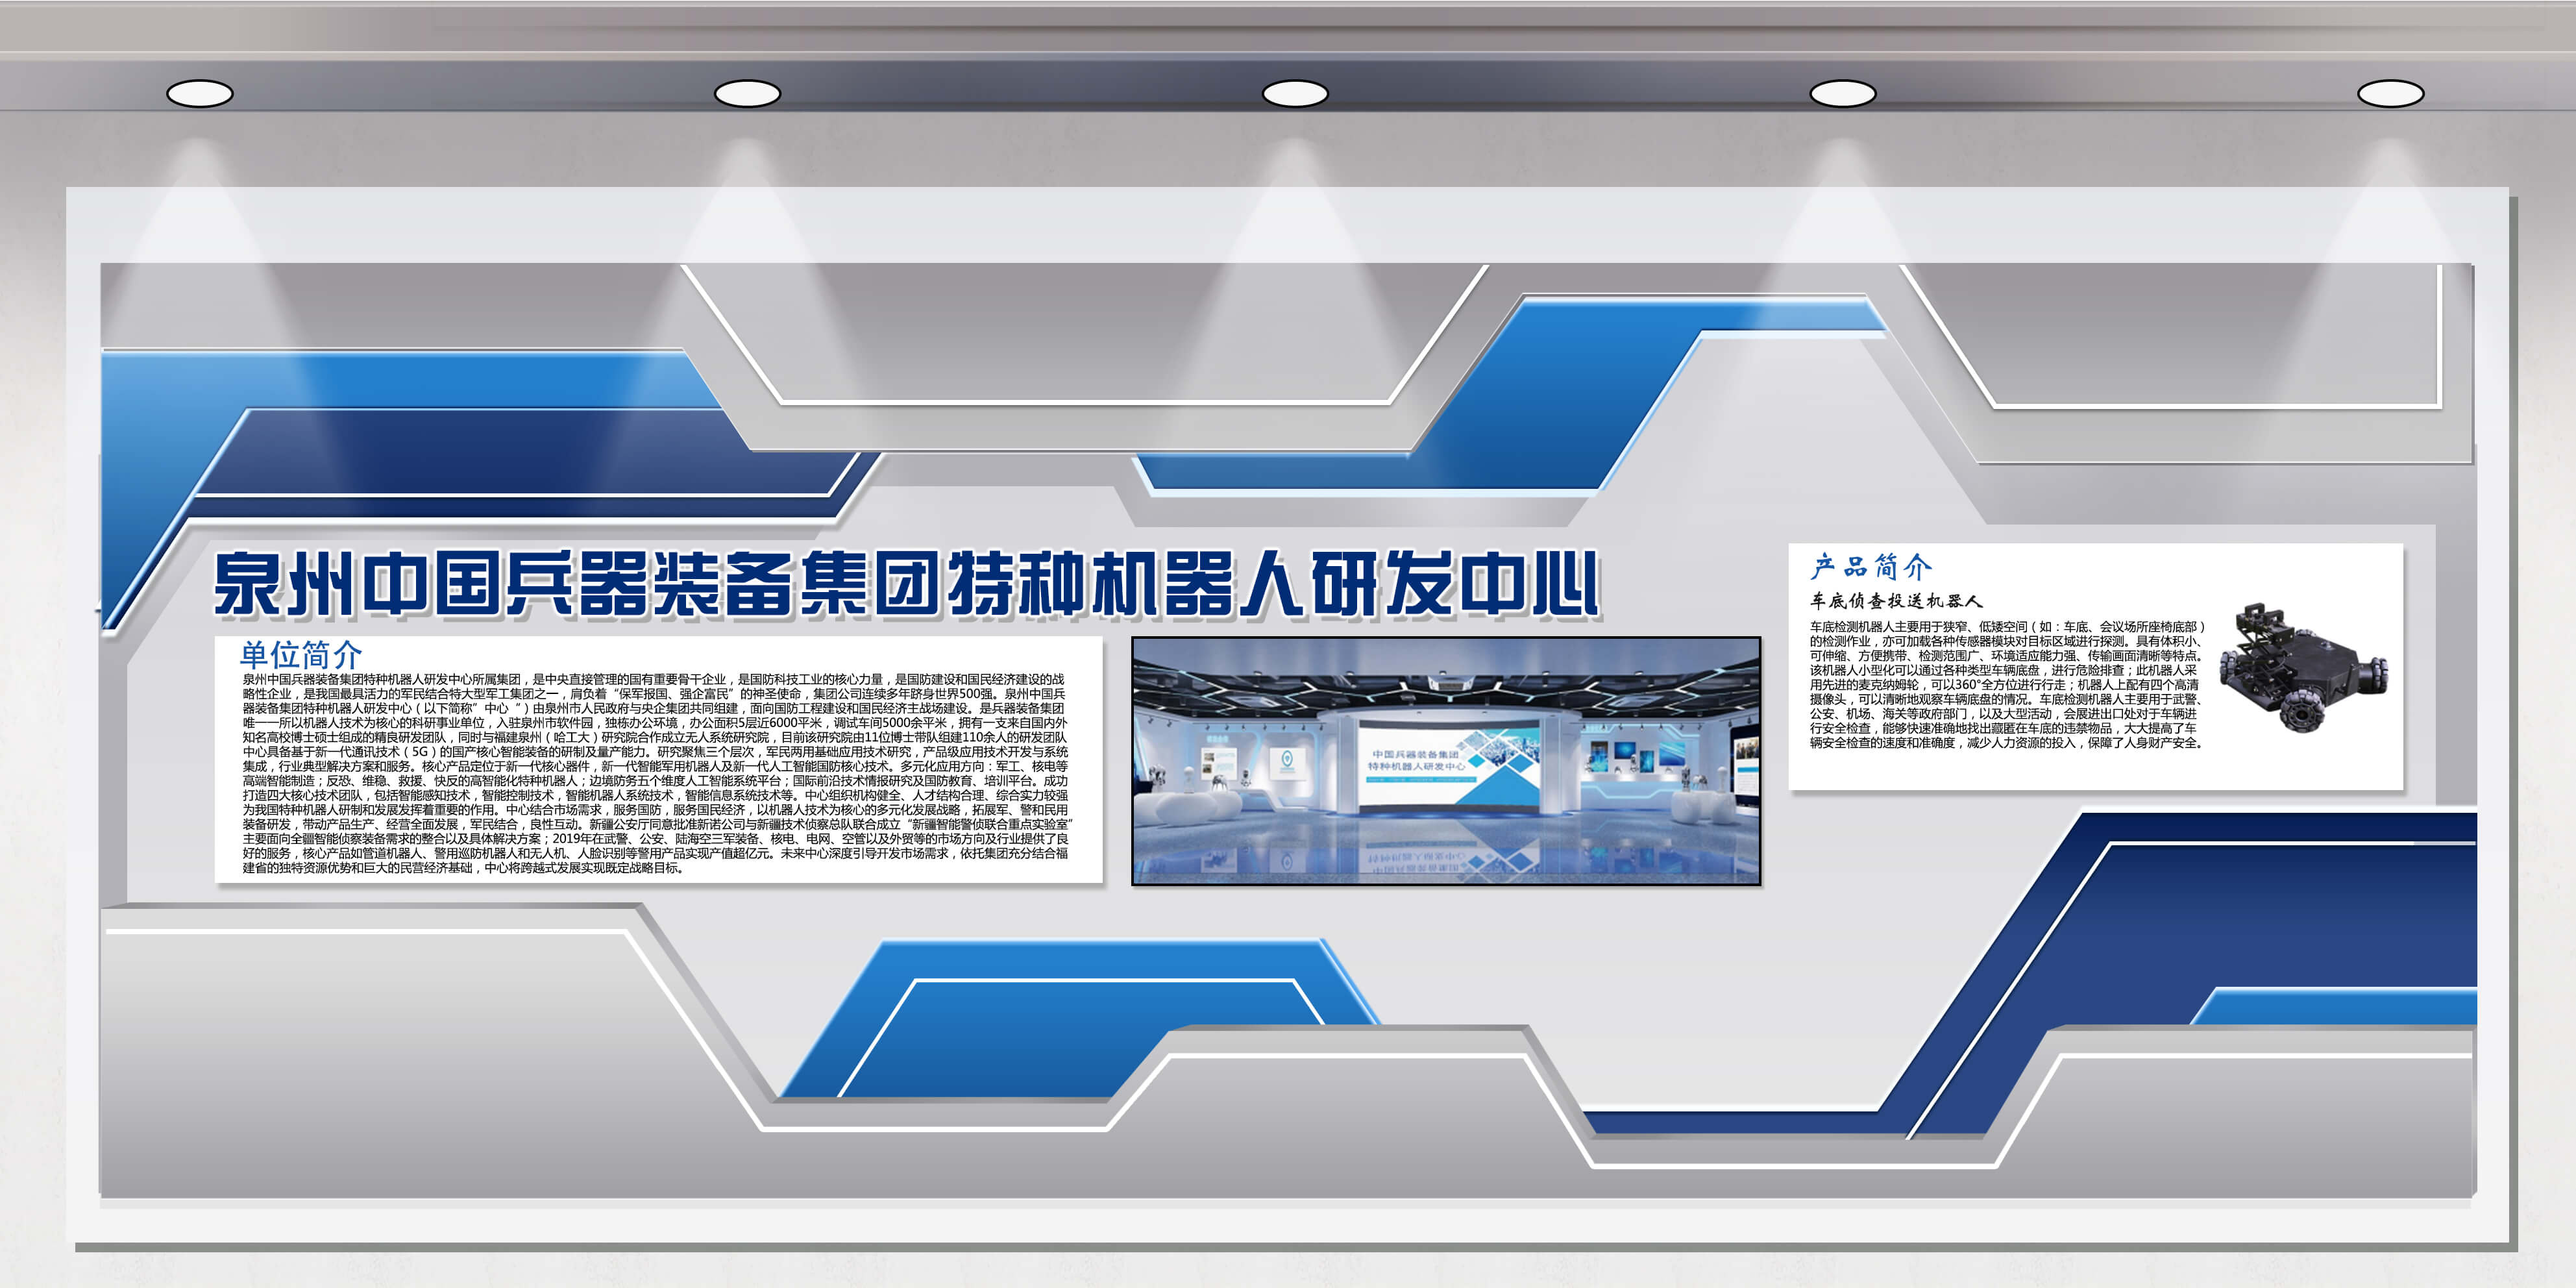 泉州中国兵器装备集团特种机器人研发中心
单位简介
泉州中国兵器装备集团特种机器人研发中心所属集团，是中央直接管理的国有重要骨干企业，是国防科技工业的核心力量，是国防建设和国民经济建设的战
略性企业，是我国最具活力的军民结合特大型军工集团之一，肩负着“保军报国、强企富民”的神圣使命，集团公司连续多年跻身世界500强。泉州中国兵
器装备集团特种机器人研发中心（以下简称”中心“）由泉州市人民政府与央企集团共同组建，面向国防工程建设和国民经济主战场建设。是兵器装备集团
唯一一所以机器人技术为核心的科研事业单位，入驻泉州市软件园，独栋办公环境，办公面积5层近6000平米，调试车间5000余平米，拥有一支来自国内外
知名高校博士硕士组成的精良研发团队，同时与福建泉州（哈工大）研究院合作成立无人系统研究院，目前该研究院由11位博士带队组建110余人的研发团队
中心具备基于新一代通讯技术（5G）的国产核心智能装备的研制及量产能力。研究聚焦三个层次，军民两用基础应用技术研究，产品级应用技术开发与系统
集成，行业典型解决方案和服务。核心产品定位于新一代核心器件，新一代智能军用机器人及新一代人工智能国防核心技术。多元化应用方向：军工、核电等
高端智能制造；反恐、维稳、救援、快反的高智能化特种机器人；边境防务五个维度人工智能系统平台；国际前沿技术情报研究及国防教育、培训平台。成功
打造四大核心技术团队，包括智能感知技术，智能控制技术，智能机器人系统技术，智能信息系统技术等。中心组织机构健全、人才结构合理、综合实力较强
为我国特种机器人研制和发展发挥着重要的作用。中心结合市场需求，服务国防，服务国民经济，以机器人技术为核心的多元化发展战略，拓展军、警和民用
装备研发，带动产品生产、经营全面发展，军民结合，良性互动。新疆公安厅同意批准新诺公司与新疆技术侦察总队联合成立“新疆智能警侦联合重点实验室”
主要面向全疆智能侦察装备需求的整合以及具体解决方案；2019年在武警、公安、陆海空三军装备、核电、电网、空管以及外贸等的市场方向及行业提供了良
好的服务，核心产品如管道机器人、警用巡防机器人和无人机、人脸识别等警用产品实现产值超亿元。未来中心深度引导开发市场需求，依托集团充分结合福
建省的独特资源优势和巨大的民营经济基础，中心将跨越式发展实现既定战略目标。
中国兵器装备集团
特种机器人研发中心
产品简介
车底侦查投送机器人
车底检测机器人主要用于狭窄、低矮空间（如：车底、会议场所座椅底部）
的检测作业，亦可加载各种传感器模块对目标区域进行探测。具有体积小、
可伸缩、方便携带、检测范围广、环境适应能力强、传输画面清晰等特点。
该机器人小型化可以通过各种类型车辆底盘，进行危险排查；此机器人采
用先进的麦克纳姆轮，可以360°全方位进行行走；机器人上配有四个高清
摄像头，可以清晰地观察车辆底盘的情况。车底检测机器人主要用于武警、
公安、机场、海关等政府部门，以及大型活动，会展进出口处对于车辆进
行安全检查，能够快速准确地找出藏匿在车底的违禁物品，大大提高了车
辆安全检查的速度和准确度，减少人力资源的投入，保障了人身财产安全。